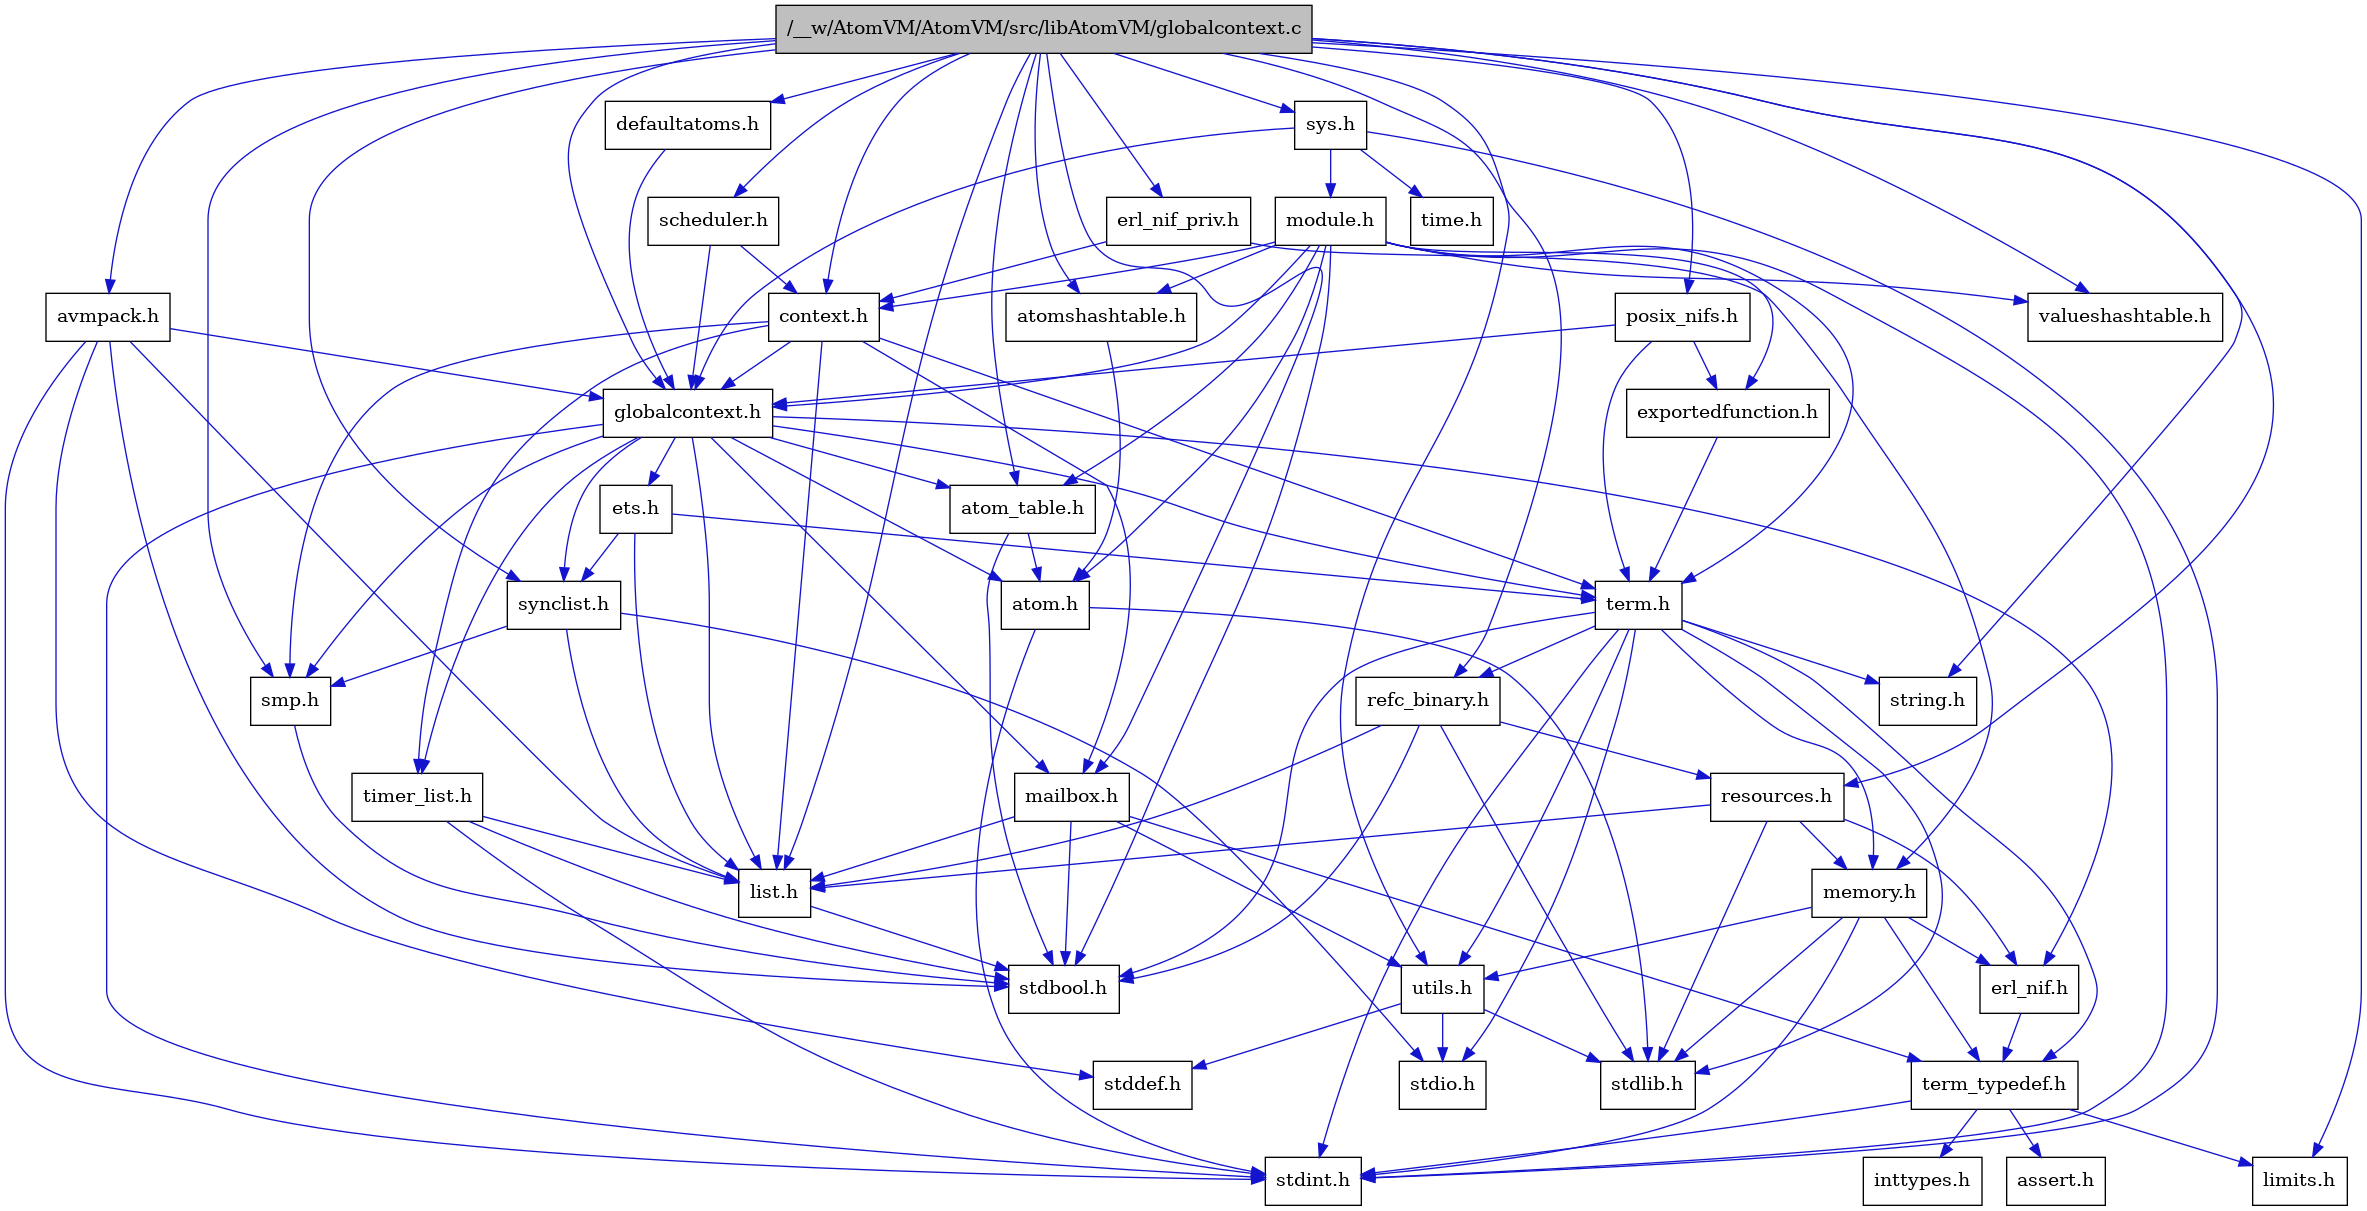 /__w/AtomVM/AtomVM/src/libAtomVM/globalcontext.c
defaultatoms.h
sys.h
scheduler.h
erl_nif_priv.h
module.h
time.h
avmpack.h
context.h
atomshashtable.h
posix_nifs.h
valueshashtable.h
globalcontext.h
exportedfunction.h
ets.h
atom_table.h
synclist.h
atom.h
term.h
smp.h
refc_binary.h
string.h
timer_list.h
mailbox.h
resources.h
list.h
memory.h
stdbool.h
utils.h
erl_nif.h
stddef.h
stdio.h
stdlib.h
term_typedef.h
stdint.h
inttypes.h
assert.h
limits.h